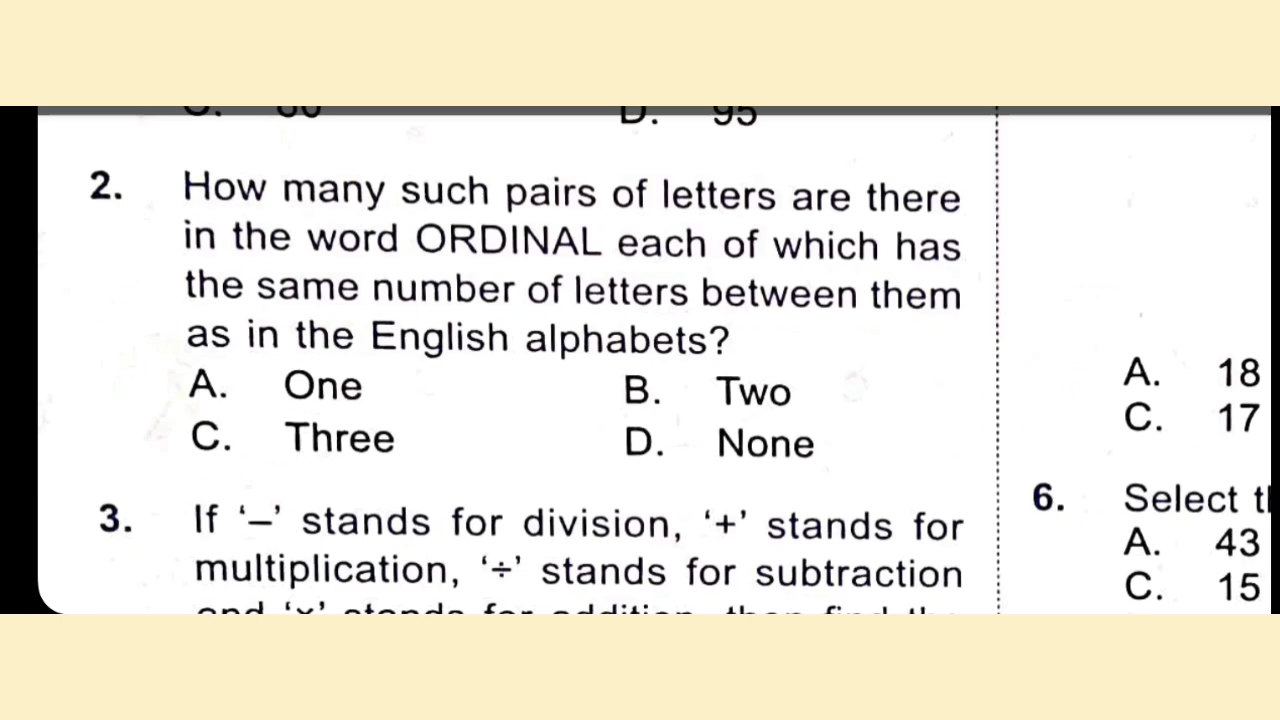 D. 95
2. How many such pairs of letters are there
in the word ORDINAL each of which has
the same number of letters between them
as in the English alphabets?
A. One B. Two
C. Three D. None
3. If ‘–’ stands for division, ‘+’ stands for
multiplication, ‘÷’ stands for subtraction
A. 18
C. 17
6. Select
A. 43
C. 15